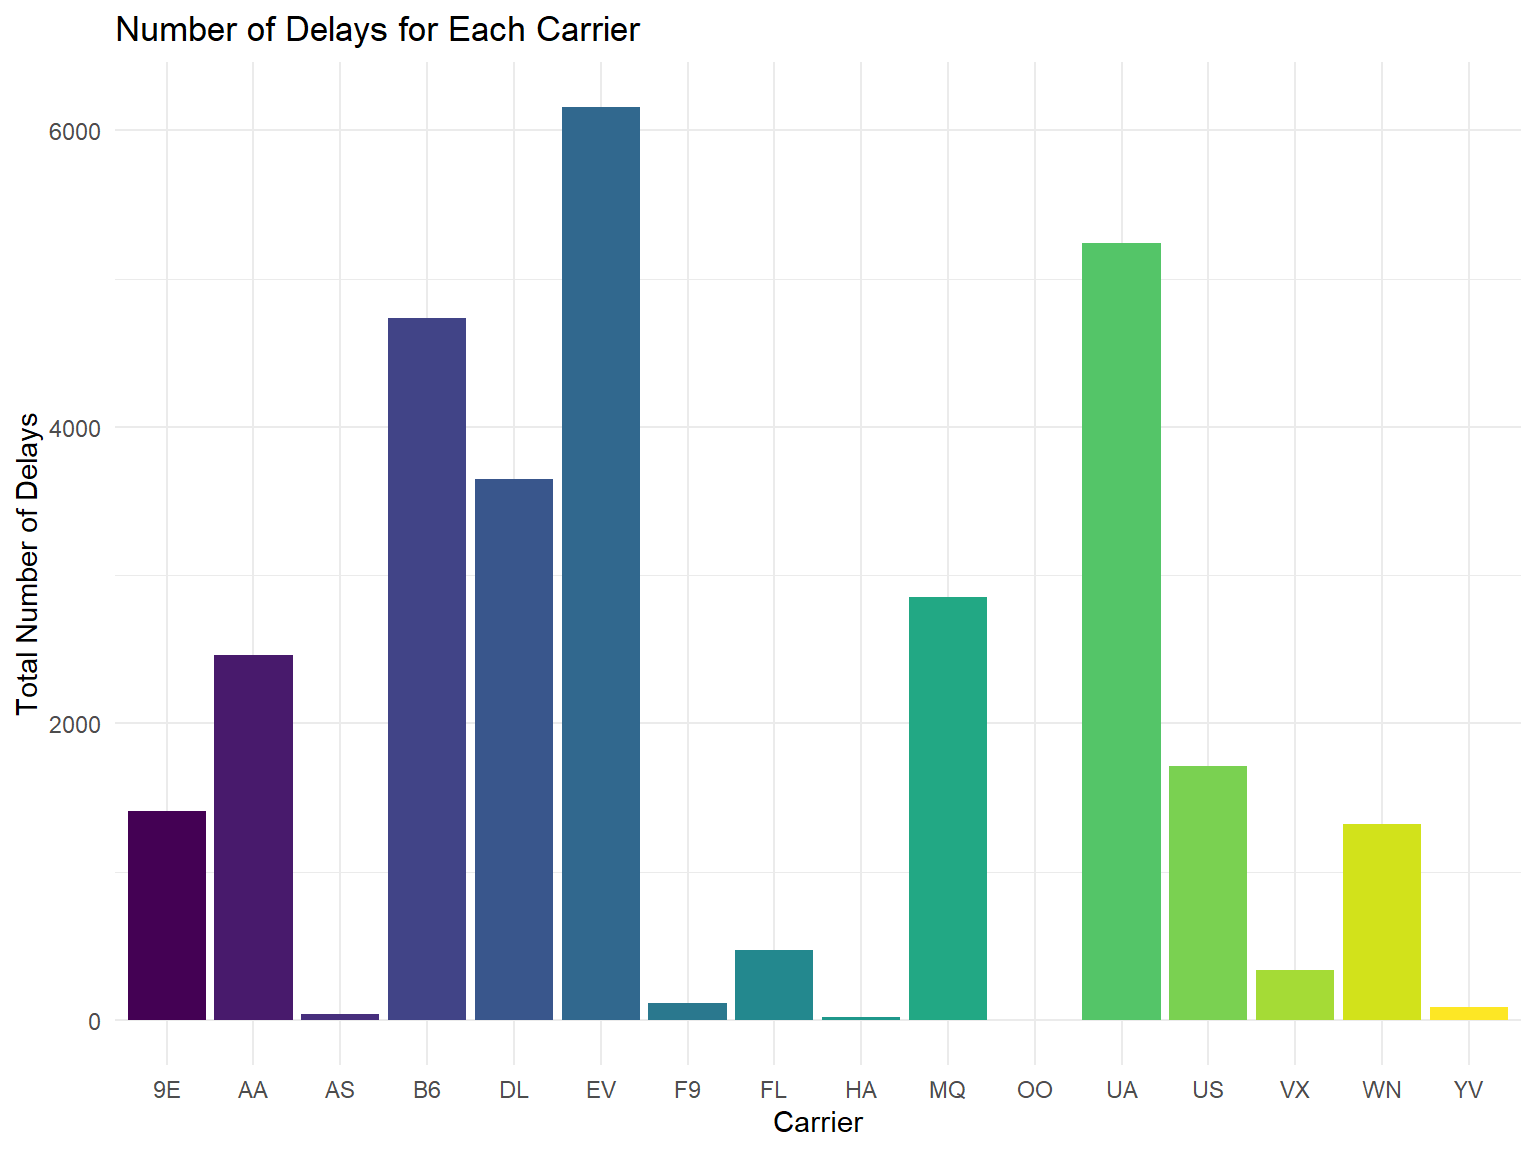 Number of Delays for Each Carrier
Total Number of Delays
6000
4000
2000
0
9E AA AS B6 DL EV F9 FL HA MQ OO UA US VX WN YV
Carrier